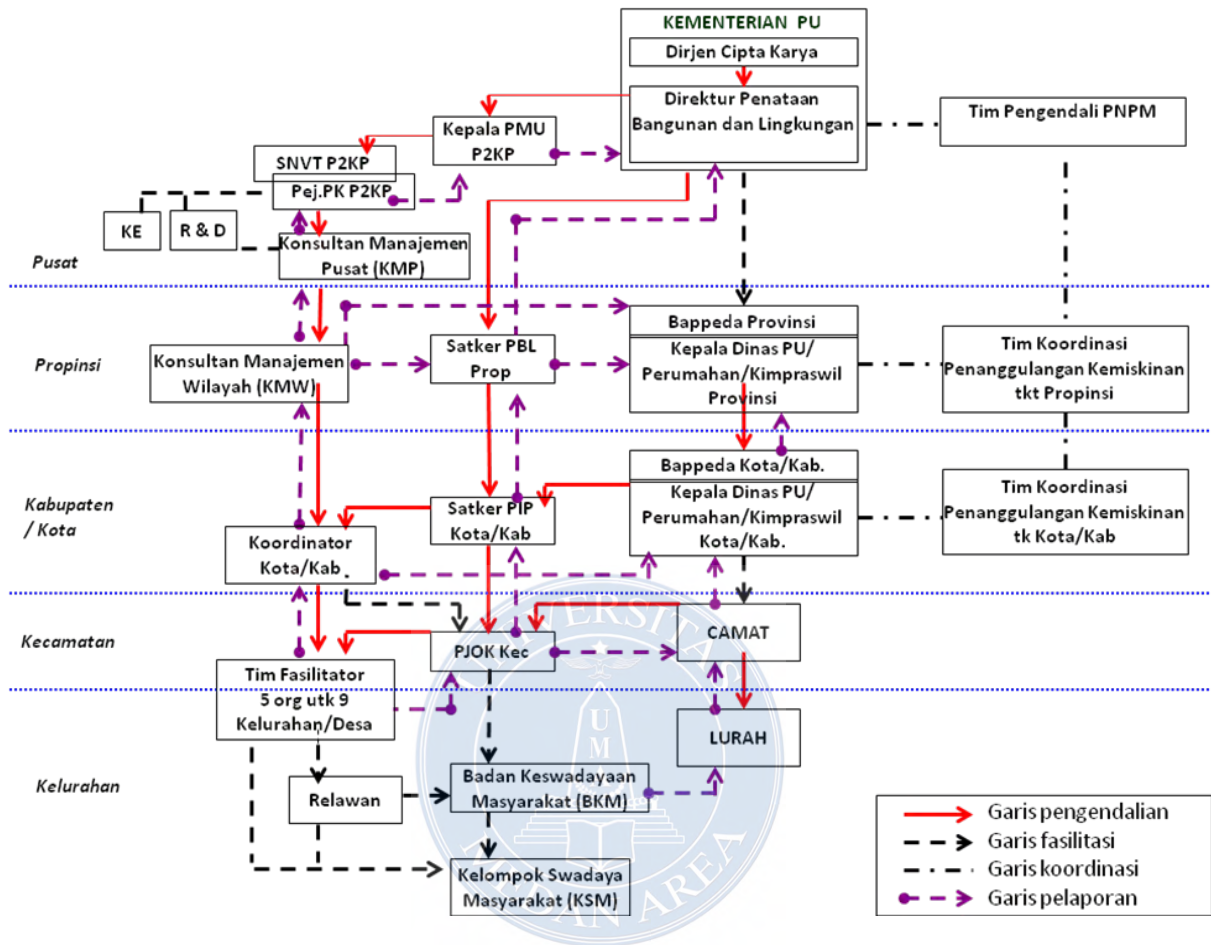 KEMENTERIAN PU
Dirjen Cipta Karya
Direktur Penataan
Bangunan dan Lingkungan
Tim Pengendali PNPM
Kepala PMU
P2KP
SNVT P2KP
Pej.PK P2KP
KE
R & D
Konsultan Manajemen
Pusat (KMP)
Pusat
Propinsi
Konsultan Manajemen
Wilayah (KMW)
Satker PBL
Prop
Bappeda Provinsi
Kepala Dinas PU/
Perumahan/Kimpraswil
Provinsi
Tim Koordinasi
Penanggulangan Kemiskinan
tkt Propinsi
Kabupaten
/ Kota
Koordinator
Kota/Kab
Satker PIP
Kota/Kab
Bappeda Kota/Kab.
Kepala Dinas PU/
Perumahan/Kimpraswil
Kota/Kab.
Tim Koordinasi
Penanggulangan Kemiskinan
tk Kota/Kab
Kecamatan
PJOK Kec
CAMAT
Tim Fasilitator
5 org utk 9
Kelurahan/Desa
LURAH
Kelurahan
Relawan
Badan Keswadayaan
Masyarakat (BKM)
Kelompok Swadaya
Masyarakat (KSM)
Garis pengendalian
Garis fasilitasi
Garis koordinasi
Garis pelaporan
UNIVERSITAS
UMA
MEDAN AREA